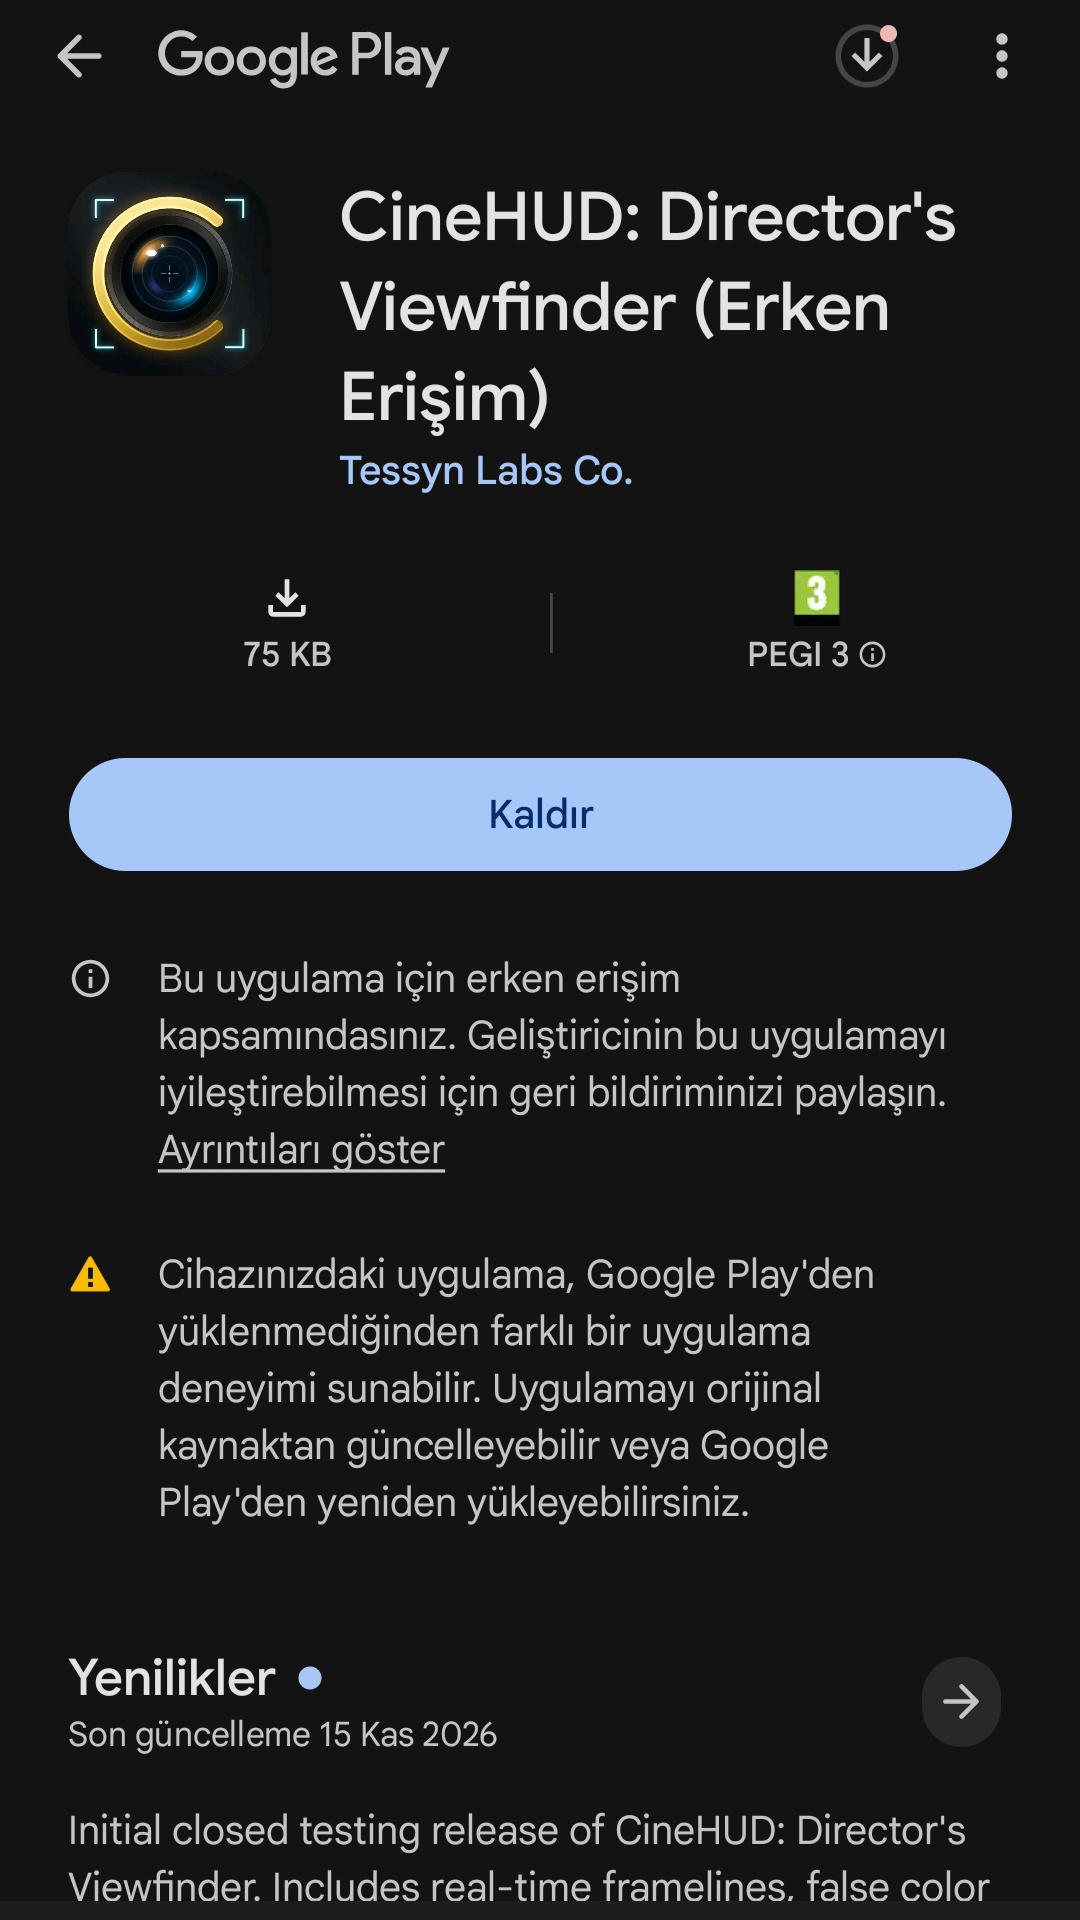 Google Play
CineHUD: Director's
Viewfinder (Erken
Erişim)
Tessyn Labs Co.
3
75 KB
PEGI 3
Kaldır
Bu uygulama için erken erişim
kapsamındasınız. Geliştiricinin bu uygulamayı
iyileştirebilmesi için geri bildiriminizi paylaşın.
Ayrıntıları göster
Cihazınızdaki uygulama, Google Play'den
yüklenmediğinden farklı bir uygulama
deneyimi sunabilir. Uygulamayı orijinal
kaynaktan güncelleyebilir veya Google
Play'den yeniden yükleyebilirsiniz.
Yenilikler
Son güncelleme 15 Kas 2026
Initial closed testing release of CineHUD: Director's
Viewfinder. Includes real-time framelines, false color